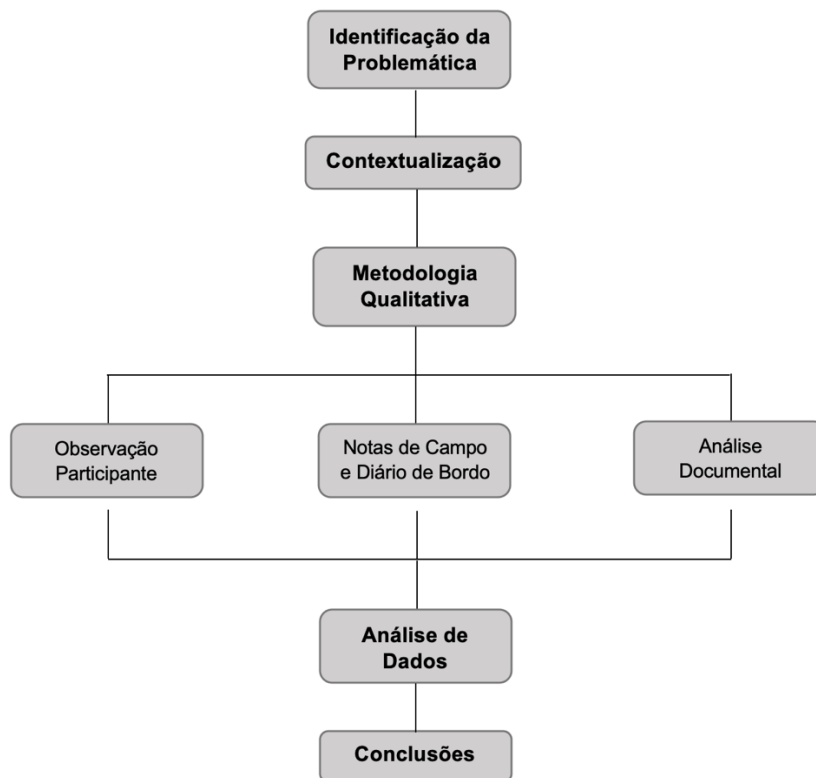 Identificação da
Problemática
Contextualização
Metodologia
Qualitativa
Observação
Participante
Notas de Campo
e Diário de Bordo
Análise
Documental
Análise de
Dados
Conclusões